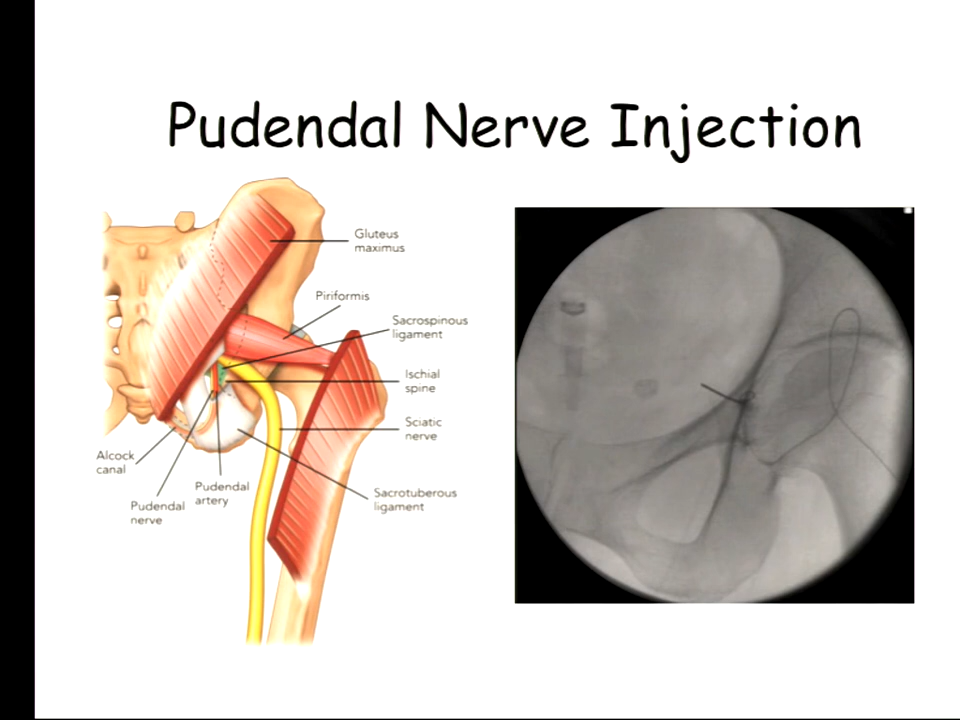 Pudendal Nerve Injection
Gluteus
maximus
Piriformis
Sacrospinous
ligament
Ischial
spine
Sciatic
nerve
Alcock
canal
Pudendal
artery
Pudendal
nerve
Sacrotuberous
ligament